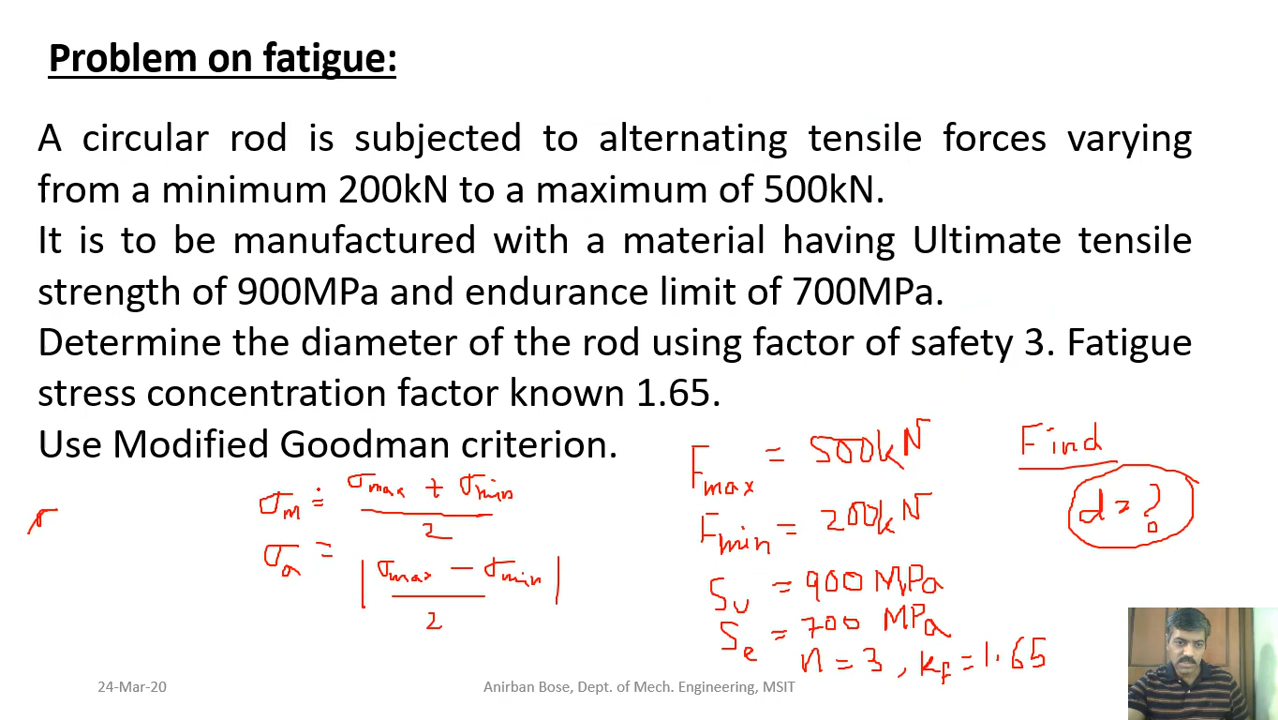 Problem on fatigue:
A circular rod is subjected to alternating tensile forces varying
from a minimum 200kN to a maximum of 500kN.
It is to be manufactured with a material having Ultimate tensile
strength of 900MPa and endurance limit of 700MPa.
Determine the diameter of the rod using factor of safety 3. Fatigue
stress concentration factor known 1.65.
Use Modified Goodman criterion.
σm = (σmax + σmin) / 2
σa = |(σmax − σmin) / 2|
σ
Fmax = 500kN
Fmin = 200kN
Su = 900 MPa
Se = 700 MPa
n = 3, kf = 1.65
Find
d = ?
24-Mar-20
Anirban Bose, Dept. of Mech. Engineering, MSIT